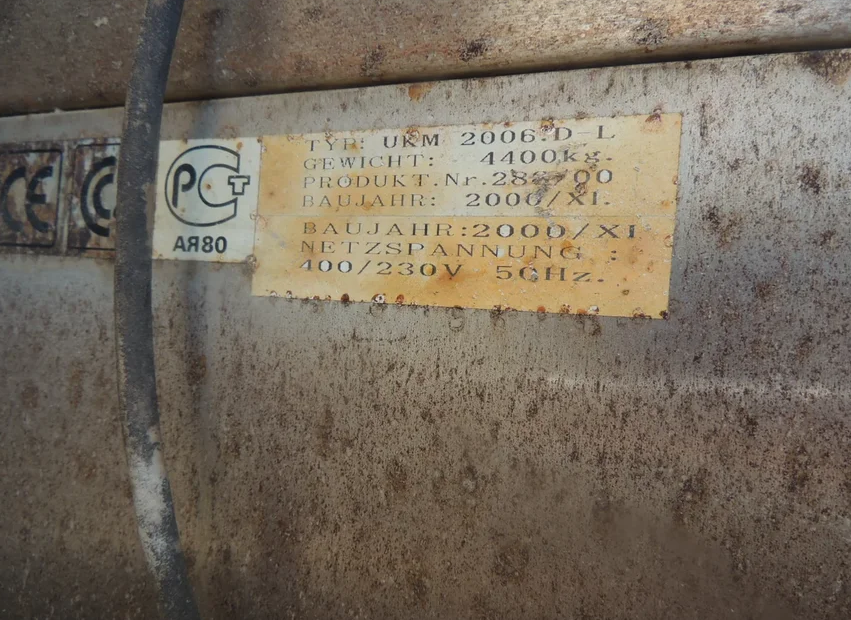 CE
РСТ
АЯ80
TYP: UKM 2006.D-L
GEWICHT: 4400kg.
PRODUKT.Nr.
BAUJAHR: 2000/XI.
BAUJAHR:2000/XI
NETZSPANNUNG :
400/230V 50Hz.